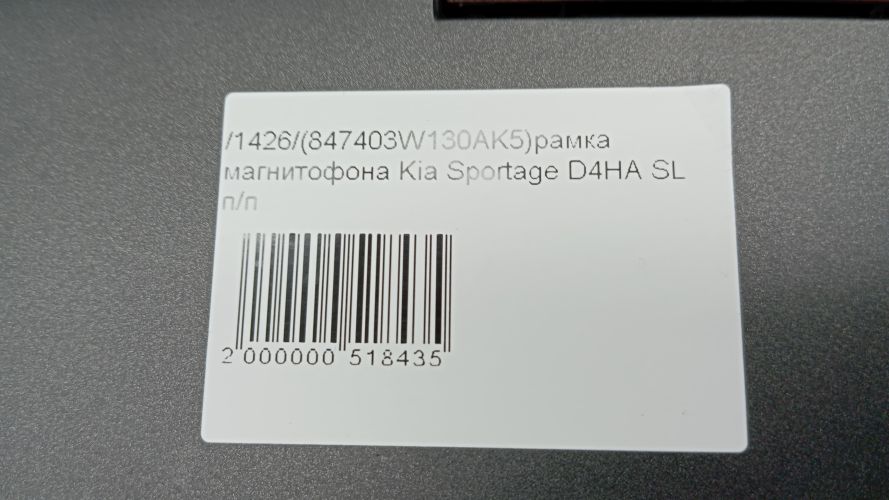 /1426/(847403W130AK5)рамка
магнитофона Kia Sportage D4HA SL
п/п
2 000000 518435